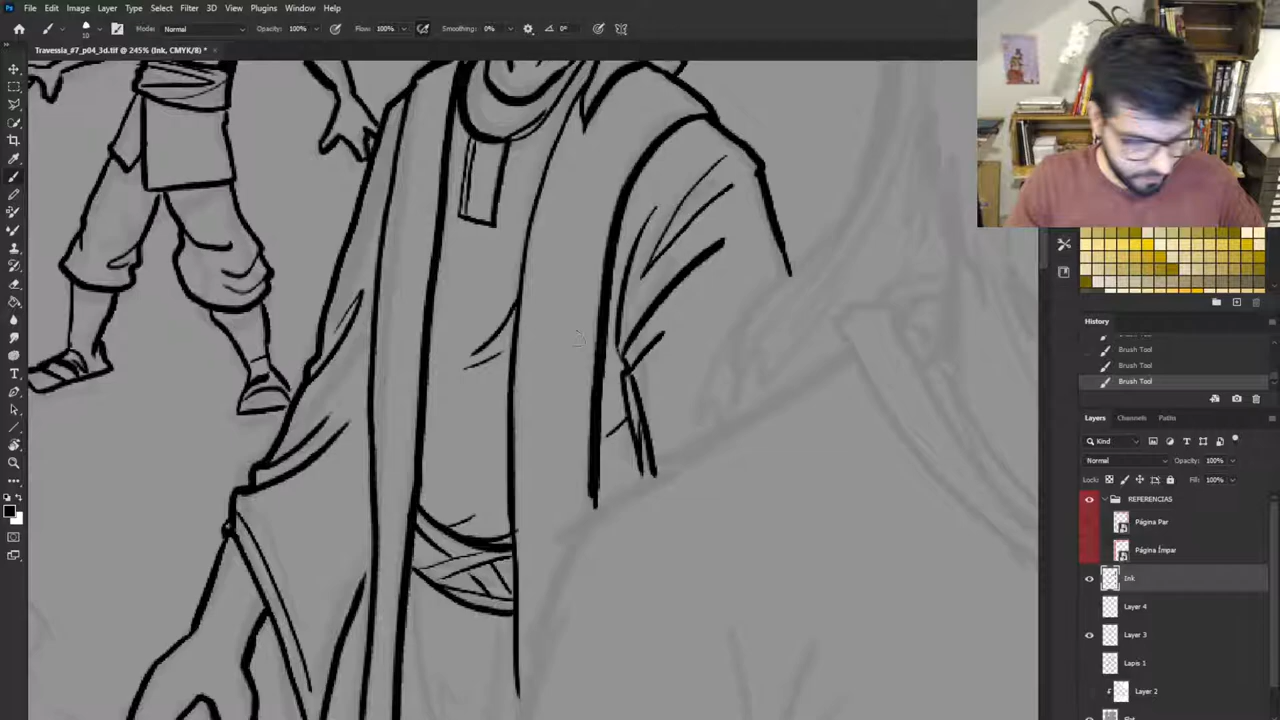 File Edit Image Layer Type Select Filter 3D View Plugins Window Help
10 Mode: Normal Opacity: 100% Flow: 100% Smoothing: 0% 0°
Travessia_#7_p04_3d.tif @ 245% (Ink, CMYK/8) *
History
Brush Tool
Brush Tool
Brush Tool
Layers Channels Paths
Kind
Normal Opacity: 100%
Lock: Fill: 100%
REFERENCIAS
Página Par
Página Ímpar
Ink
Layer 4
Layer 3
Lapis 1
Layer 2